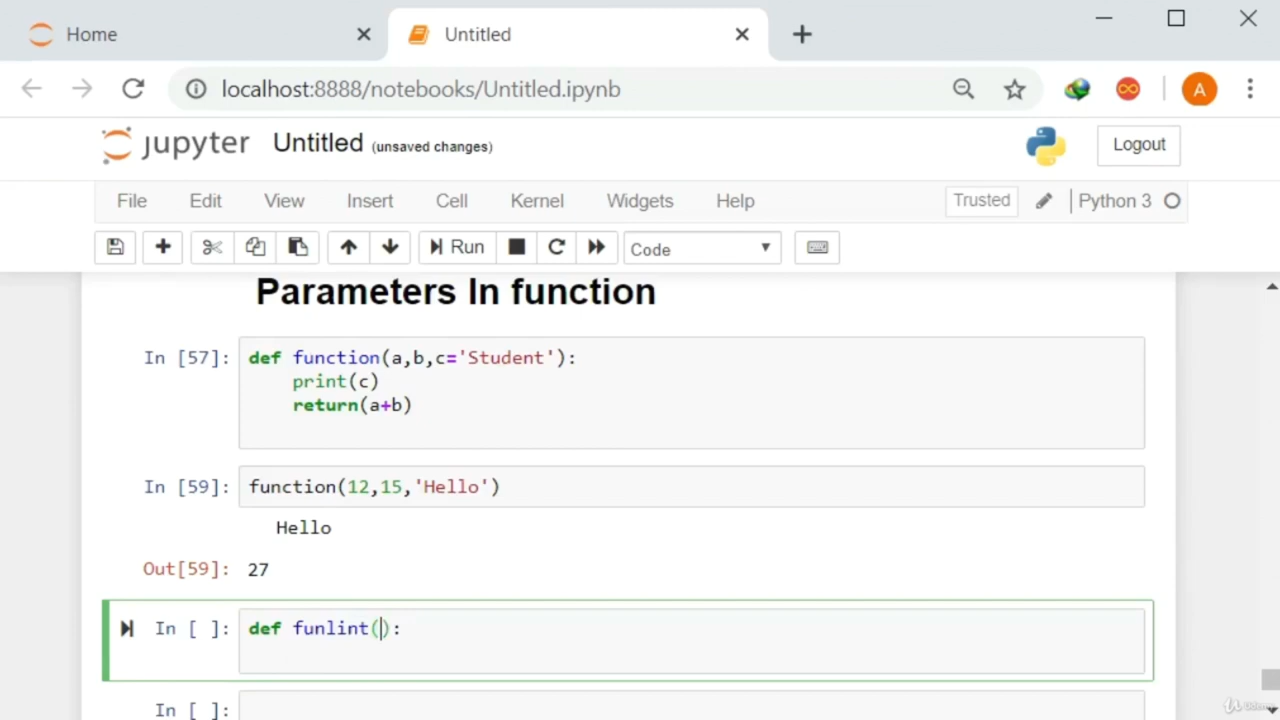 Home
Untitled
localhost:8888/notebooks/Untitled.ipynb
A
jupyter Untitled (unsaved changes)
Logout
File Edit View Insert Cell Kernel Widgets Help
Trusted Python 3
Run
Code
Parameters In function
In [57]: def function(a,b,c='Student'):
print(c)
return(a+b)
In [59]: function(12,15,'Hello')
Hello
Out[59]: 27
In [ ]: def funlint():
In [ ]:
Udemy